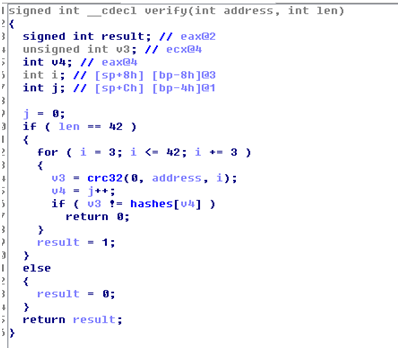 signed int __cdecl verify(int address, int len)
{
signed int result; // eax@2
unsigned int v3; // ecx@4
int v4; // eax@4
int i; // [sp+8h] [bp-8h]@3
int j; // [sp+Ch] [bp-4h]@1
j = 0;
if ( len == 42 )
{
for ( i = 3; i <= 42; i += 3 )
{
v3 = crc32(0, address, i);
v4 = j++;
if ( v3 != hashes[v4] )
return 0;
}
result = 1;
}
else
{
result = 0;
}
return result;
}